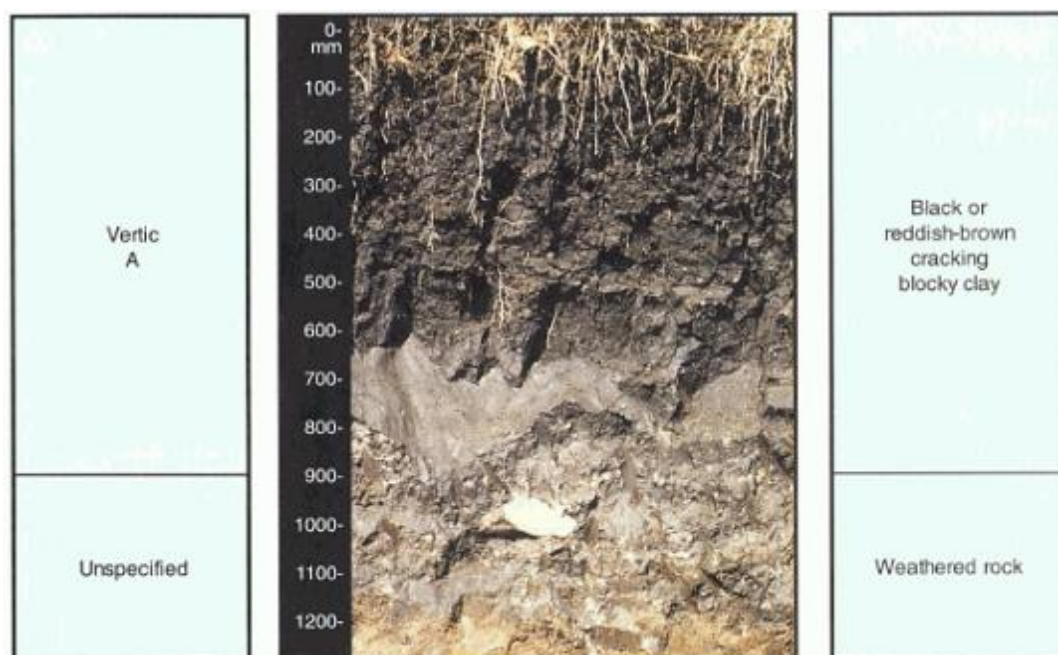 Vertic
A
Unspecified
0-
mm
100-
200-
300-
400-
500-
600-
700-
800-
900-
1000-
1100-
1200-
Black or
reddish-brown
cracking
blocky clay
Weathered rock